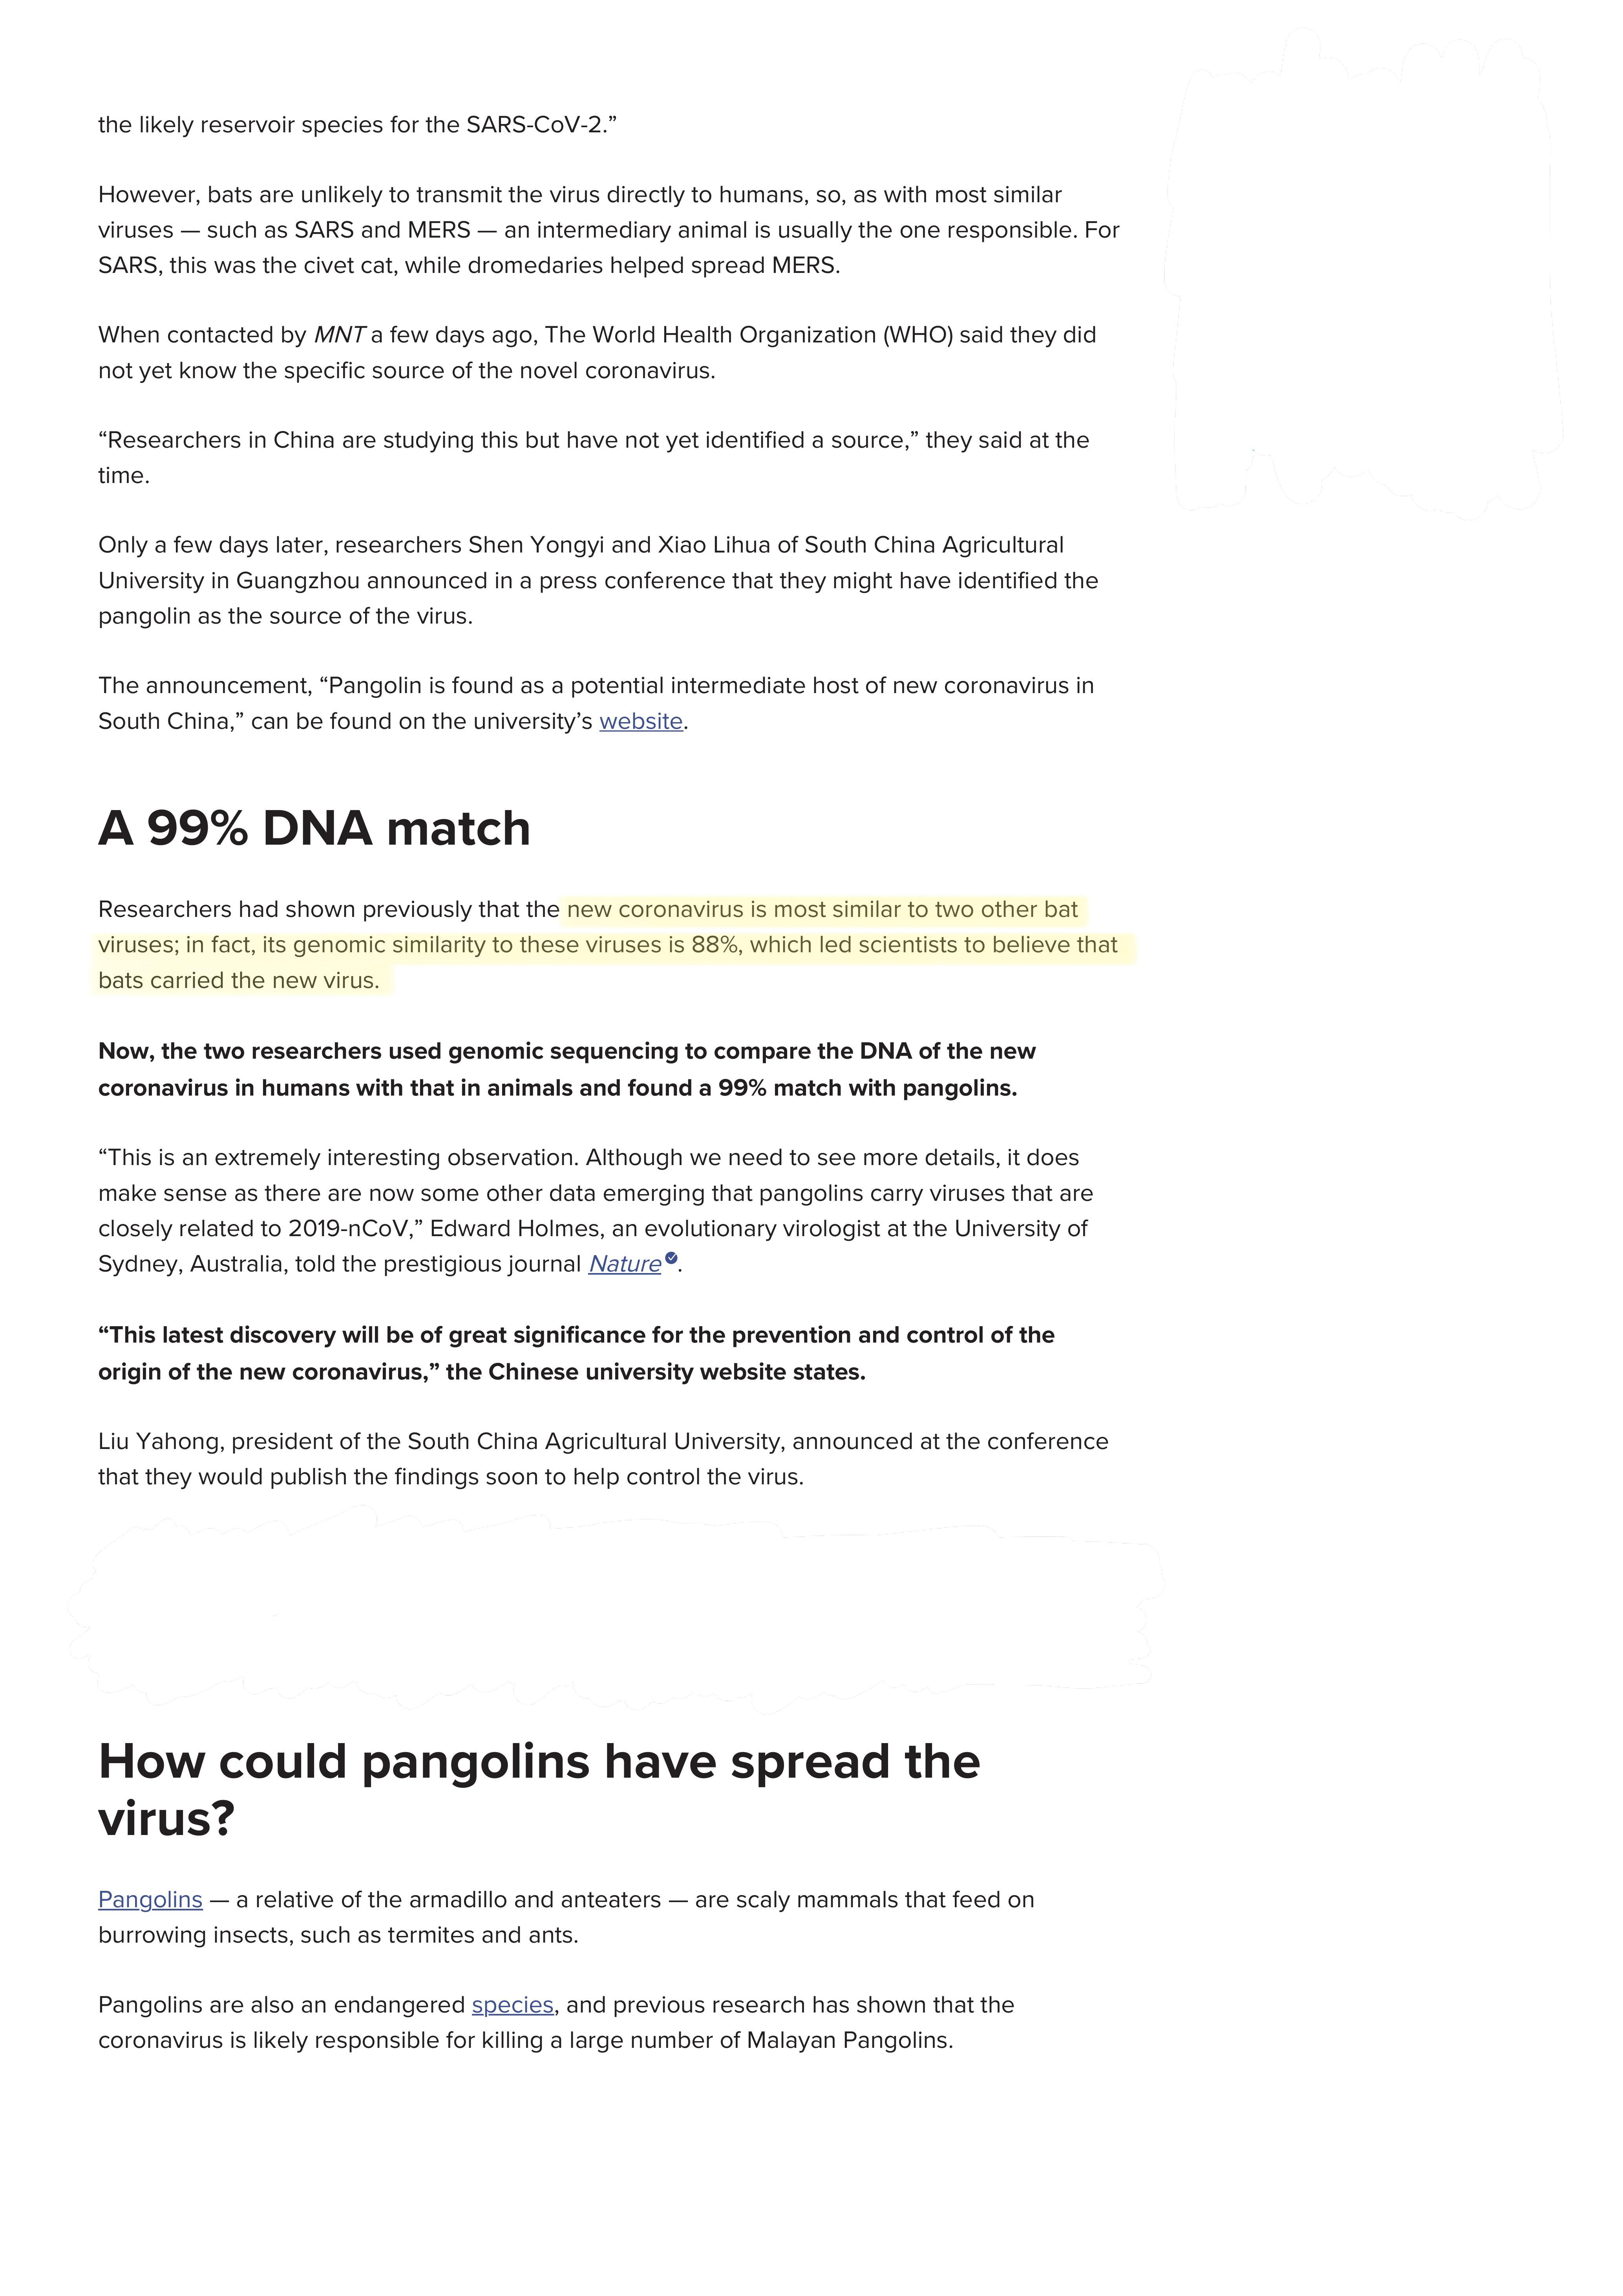 the likely reservoir species for the SARS-CoV-2.”
However, bats are unlikely to transmit the virus directly to humans, so, as with most similar
viruses — such as SARS and MERS — an intermediary animal is usually the one responsible. For
SARS, this was the civet cat, while dromedaries helped spread MERS.
When contacted by MNT a few days ago, The World Health Organization (WHO) said they did
not yet know the specific source of the novel coronavirus.
“Researchers in China are studying this but have not yet identified a source,” they said at the
time.
Only a few days later, researchers Shen Yongyi and Xiao Lihua of South China Agricultural
University in Guangzhou announced in a press conference that they might have identified the
pangolin as the source of the virus.
The announcement, “Pangolin is found as a potential intermediate host of new coronavirus in
South China,” can be found on the university’s website.
A 99% DNA match
Researchers had shown previously that the new coronavirus is most similar to two other bat
viruses; in fact, its genomic similarity to these viruses is 88%, which led scientists to believe that
bats carried the new virus.
Now, the two researchers used genomic sequencing to compare the DNA of the new
coronavirus in humans with that in animals and found a 99% match with pangolins.
“This is an extremely interesting observation. Although we need to see more details, it does
make sense as there are now some other data emerging that pangolins carry viruses that are
closely related to 2019-nCoV,” Edward Holmes, an evolutionary virologist at the University of
Sydney, Australia, told the prestigious journal Nature.
“This latest discovery will be of great significance for the prevention and control of the
origin of the new coronavirus,” the Chinese university website states.
Liu Yahong, president of the South China Agricultural University, announced at the conference
that they would publish the findings soon to help control the virus.
How could pangolins have spread the
virus?
Pangolins — a relative of the armadillo and anteaters — are scaly mammals that feed on
burrowing insects, such as termites and ants.
Pangolins are also an endangered species, and previous research has shown that the
coronavirus is likely responsible for killing a large number of Malayan Pangolins.